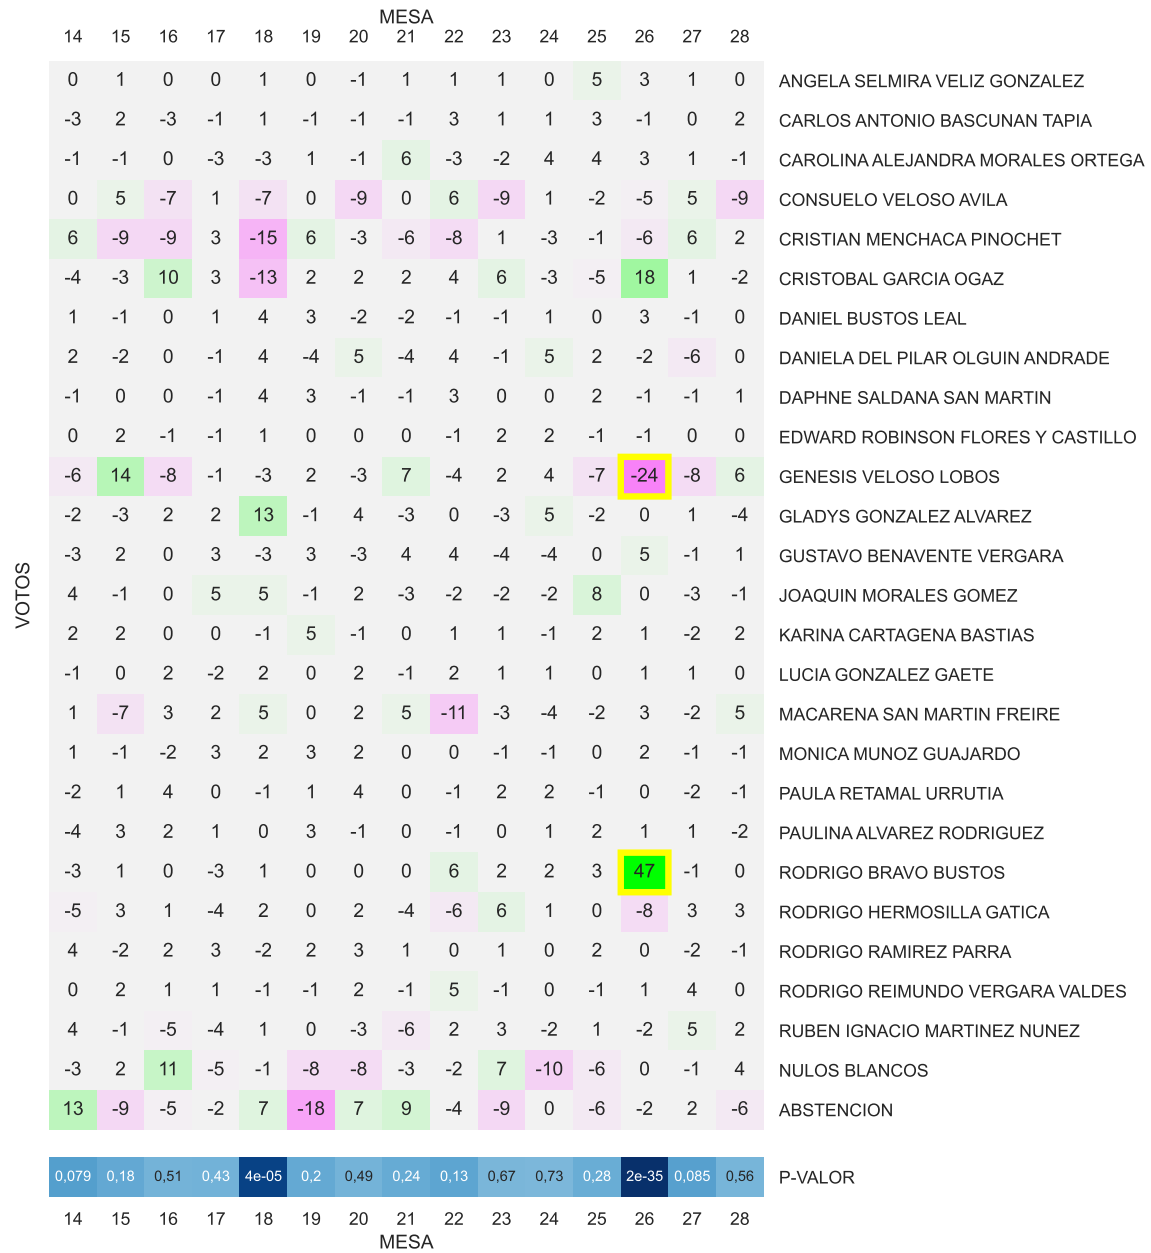 MESA
14 15 16 17 18 19 20 21 22 23 24 25 26 27 28
0 1 0 0 1 0 -1 1 1 1 0 5 3 1 0 ANGELA SELMIRA VELIZ GONZALEZ
-3 2 -3 -1 1 -1 -1 -1 3 1 1 3 -1 0 2 CARLOS ANTONIO BASCUNAN TAPIA
-1 -1 0 -3 -3 1 -1 6 -3 -2 4 4 3 1 -1 CAROLINA ALEJANDRA MORALES ORTEGA
0 5 -7 1 -7 0 -9 0 6 -9 1 -2 -5 5 -9 CONSUELO VELOSO AVILA
6 -9 -9 3 -15 6 -3 -6 -8 1 -3 -1 -6 6 2 CRISTIAN MENCHACA PINOCHET
-4 -3 10 3 -13 2 2 2 4 6 -3 -5 18 1 -2 CRISTOBAL GARCIA OGAZ
1 -1 0 1 4 3 -2 -2 -1 -1 1 0 3 -1 0 DANIEL BUSTOS LEAL
2 -2 0 -1 4 -4 5 -4 4 -1 5 2 -2 -6 0 DANIELA DEL PILAR OLGUIN ANDRADE
-1 0 0 -1 4 3 -1 -1 3 0 0 2 -1 -1 1 DAPHNE SALDANA SAN MARTIN
0 2 -1 -1 1 0 0 0 -1 2 2 -1 -1 0 0 EDWARD ROBINSON FLORES Y CASTILLO
-6 14 -8 -1 -3 2 -3 7 -4 2 4 -7 -24 -8 6 GENESIS VELOSO LOBOS
-2 -3 2 2 13 -1 4 -3 0 -3 5 -2 0 1 -4 GLADYS GONZALEZ ALVAREZ
-3 2 0 3 -3 3 -3 4 4 -4 -4 0 5 -1 1 GUSTAVO BENAVENTE VERGARA
VOTOS
4 -1 0 5 5 -1 2 -3 -2 -2 -2 8 0 -3 -1 JOAQUIN MORALES GOMEZ
2 2 0 0 -1 5 -1 0 1 1 -1 2 1 -2 2 KARINA CARTAGENA BASTIAS
-1 0 2 -2 2 0 2 -1 2 1 1 0 1 1 0 LUCIA GONZALEZ GAETE
1 -7 3 2 5 0 2 5 -11 -3 -4 -2 3 -2 5 MACARENA SAN MARTIN FREIRE
1 -1 -2 3 2 3 2 0 0 -1 -1 0 2 -1 -1 MONICA MUNOZ GUAJARDO
-2 1 4 0 -1 1 4 0 -1 2 2 -1 0 -2 -1 PAULA RETAMAL URRUTIA
-4 3 2 1 0 3 -1 0 -1 0 1 2 1 1 -2 PAULINA ALVAREZ RODRIGUEZ
-3 1 0 -3 1 0 0 0 6 2 2 3 47 -1 0 RODRIGO BRAVO BUSTOS
-5 3 1 -4 2 0 2 -4 -6 6 1 0 -8 3 3 RODRIGO HERMOSILLA GATICA
4 -2 2 3 -2 2 3 1 0 1 0 2 0 -2 -1 RODRIGO RAMIREZ PARRA
0 2 1 1 -1 -1 2 -1 5 -1 0 -1 1 4 0 RODRIGO REIMUNDO VERGARA VALDES
4 -1 -5 -4 1 0 -3 -6 2 3 -2 1 -2 5 2 RUBEN IGNACIO MARTINEZ NUNEZ
-3 2 11 -5 -1 -8 -8 -3 -2 7 -10 -6 0 -1 4 NULOS BLANCOS
13 -9 -5 -2 7 -18 7 9 -4 -9 0 -6 -2 2 -6 ABSTENCION
0,079 0,18 0,51 0,43 4e-05 0,2 0,49 0,24 0,13 0,67 0,73 0,28 2e-35 0,085 0,56 P-VALOR
14 15 16 17 18 19 20 21 22 23 24 25 26 27 28
MESA